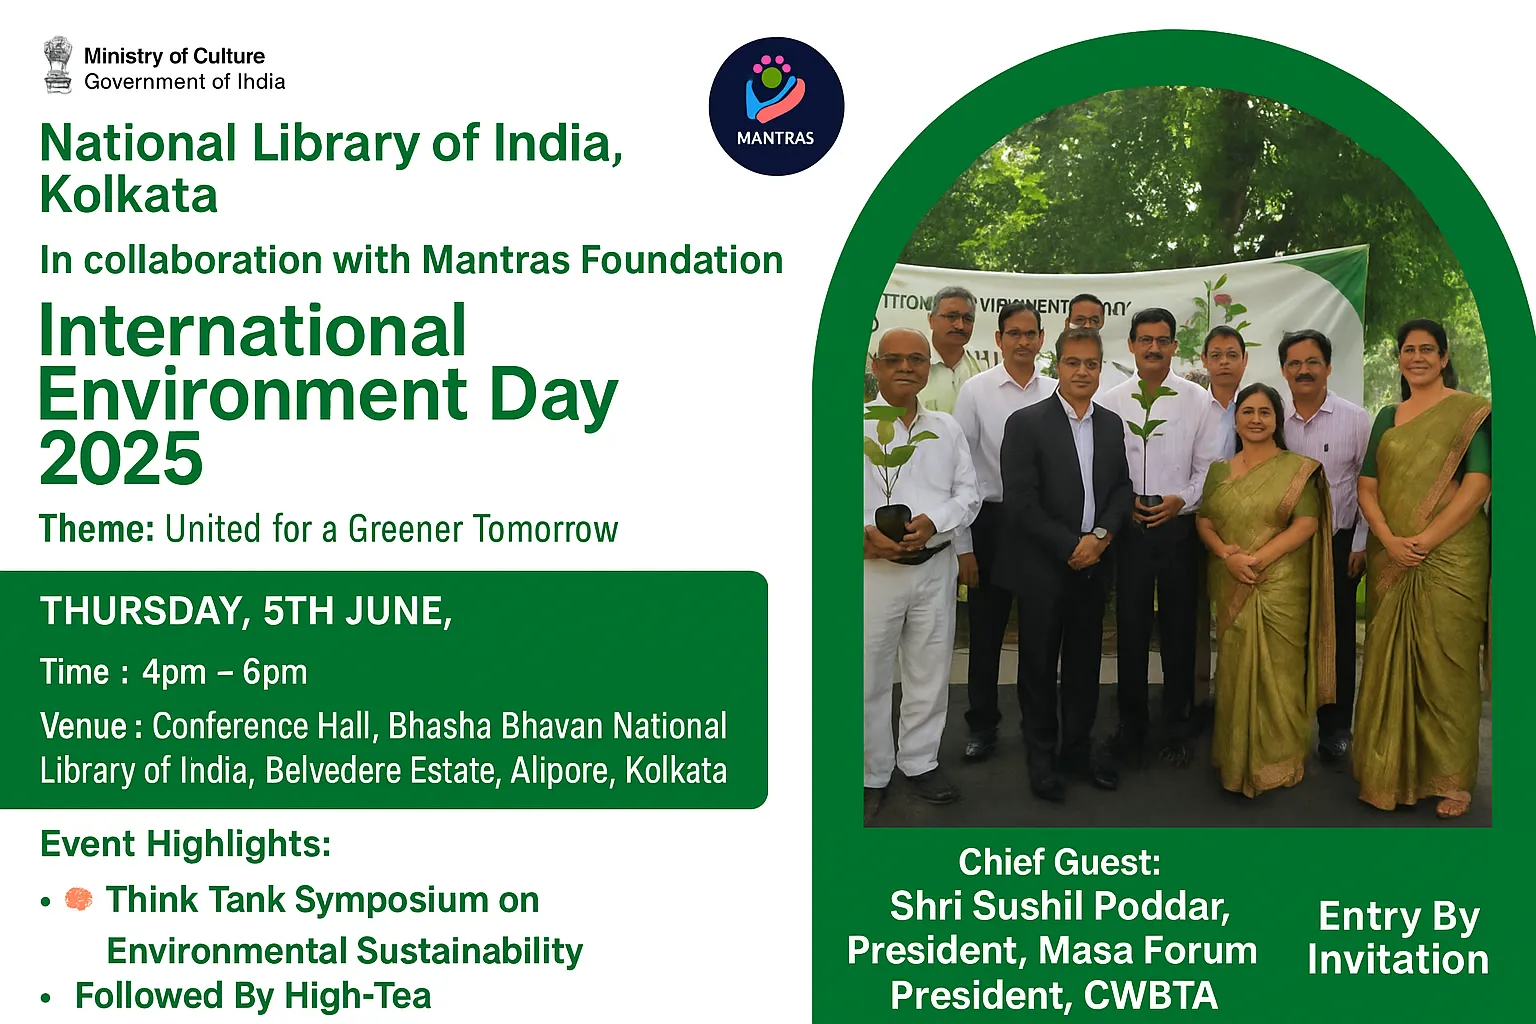 Ministry of Culture
Government of Ihdia
MANTRAS
National Library of India,
Kolkata
In collaboration with Mantras Foundation
International
Environment Day
2025
Theme: United for a Greener Tomorrow
THURSDAY, 5TH JUNE,
Time : 4pm – 6pm
Venue : Conference Hall, Bhasha Bhavan National
Library of India, Belvedere Estate, Alipore, Kolkata
Event Highlights:
• Think Tank Symposium on
Environmental Sustainability
• Followed By High-Tea
Chief Guest:
Shri Sushil Poddar,
President, Masa Forum
President, CWBTA
Entry By
Invitation